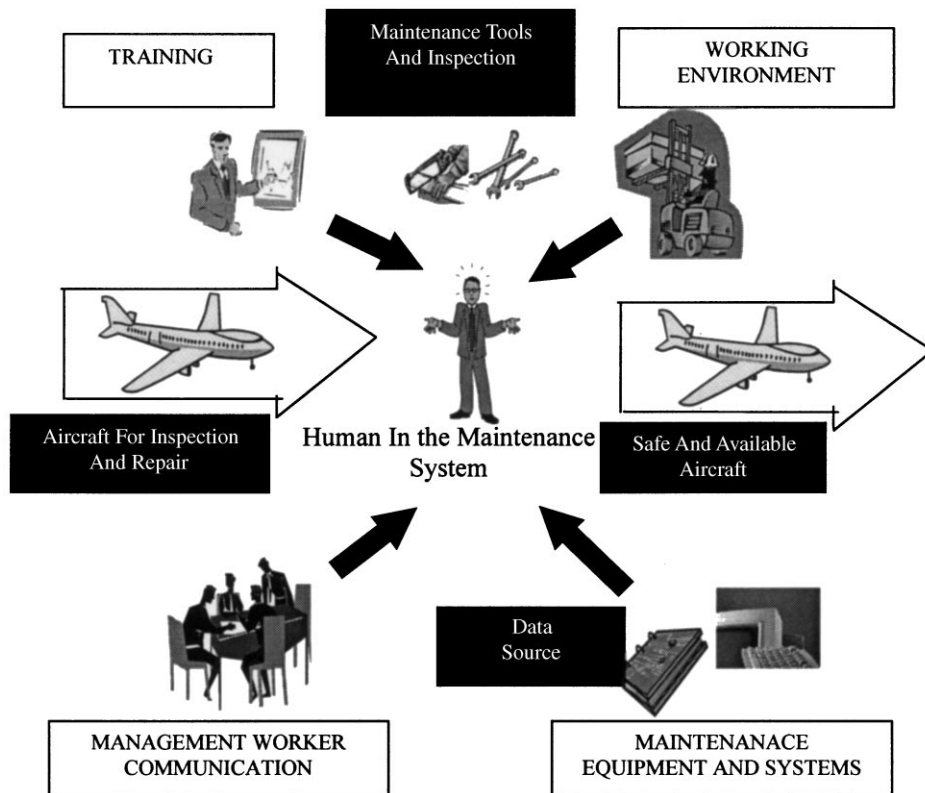 TRAINING
Maintenance Tools
And Inspection
WORKING
ENVIRONMENT
Aircraft For Inspection
And Repair
Human In the Maintenance
System
Safe And Available
Aircraft
Data
Source
MANAGEMENT WORKER
COMMUNICATION
MAINTENANACE
EQUIPMENT AND SYSTEMS